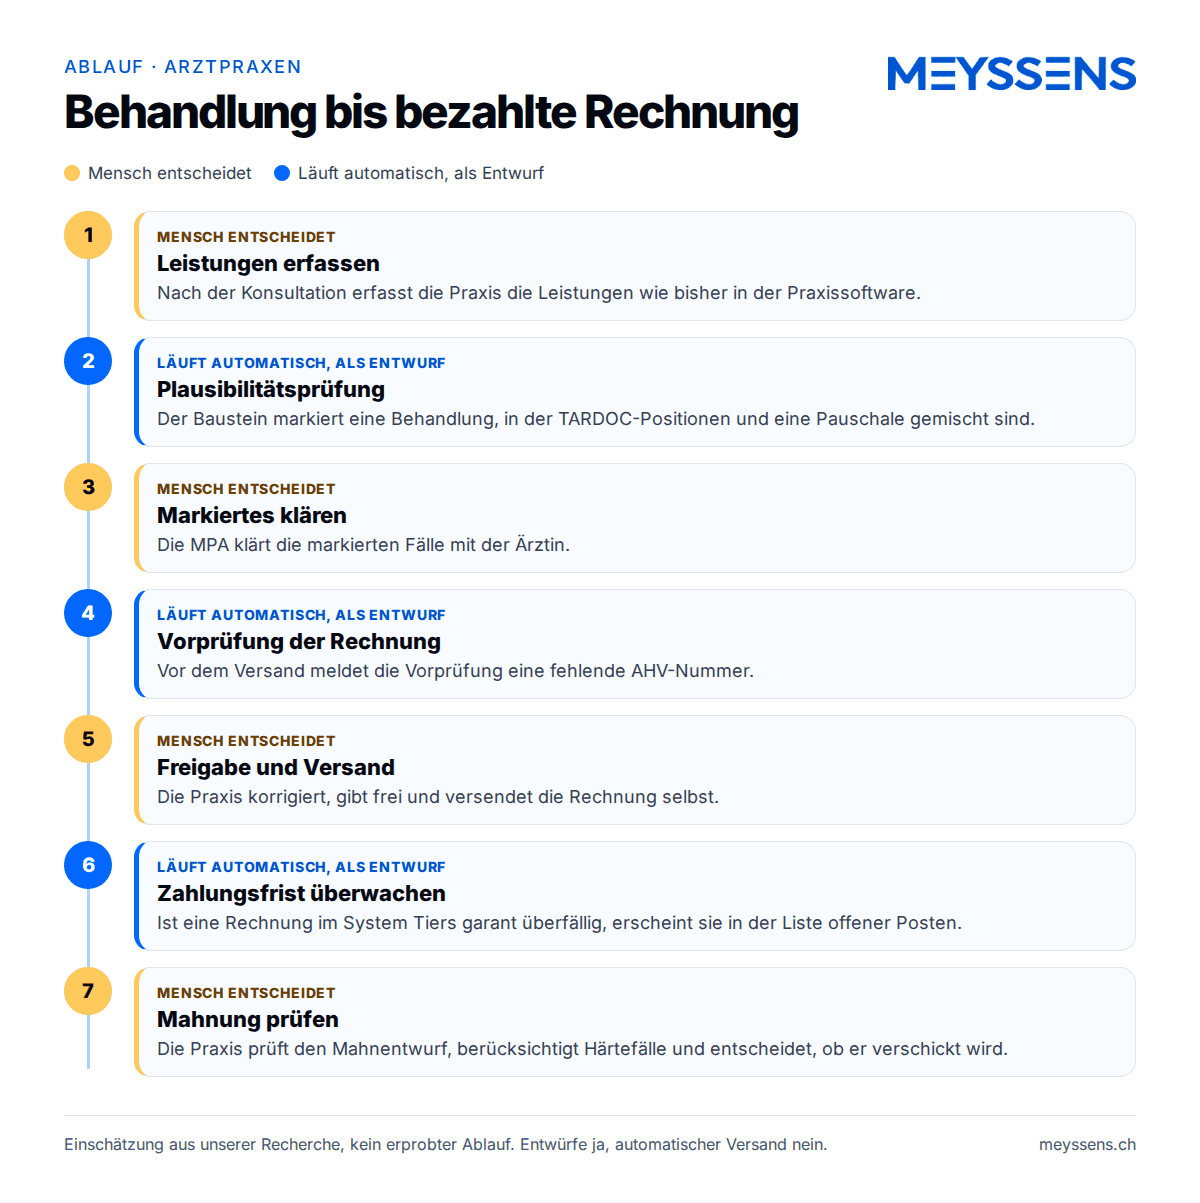 ABLAUF · ARZTPRAXEN
MEYSSENS
Behandlung bis bezahlte Rechnung
Mensch entscheidet
Läuft automatisch, als Entwurf
1
MENSCH ENTSCHEIDET
Leistungen erfassen
Nach der Konsultation erfasst die Praxis die Leistungen wie bisher in der Praxissoftware.
2
LÄUFT AUTOMATISCH, ALS ENTWURF
Plausibilitätsprüfung
Der Baustein markiert eine Behandlung, in der TARDOC-Positionen und eine Pauschale gemischt sind.
3
MENSCH ENTSCHEIDET
Markiertes klären
Die MPA klärt die markierten Fälle mit der Ärztin.
4
LÄUFT AUTOMATISCH, ALS ENTWURF
Vorprüfung der Rechnung
Vor dem Versand meldet die Vorprüfung eine fehlende AHV-Nummer.
5
MENSCH ENTSCHEIDET
Freigabe und Versand
Die Praxis korrigiert, gibt frei und versendet die Rechnung selbst.
6
LÄUFT AUTOMATISCH, ALS ENTWURF
Zahlungsfrist überwachen
Ist eine Rechnung im System Tiers garant überfällig, erscheint sie in der Liste offener Posten.
7
MENSCH ENTSCHEIDET
Mahnung prüfen
Die Praxis prüft den Mahnentwurf, berücksichtigt Härtefälle und entscheidet, ob er verschickt wird.
Einschätzung aus unserer Recherche, kein erprobter Ablauf. Entwürfe ja, automatischer Versand nein.
meyssens.ch